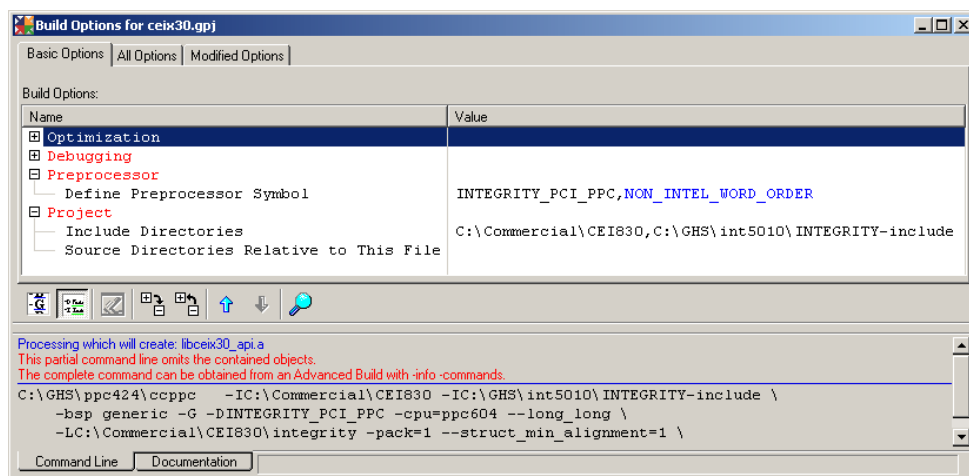 Build Options for ceix30.gpj
Basic Options All Options Modified Options
Build Options:
Name Value
Optimization
Debugging
Preprocessor
Define Preprocessor Symbol INTEGRITY_PCI_PPC,NON_INTEL_WORD_ORDER
Project
Include Directories C:\Commercial\CEI830,C:\GHS\int5010\INTEGRITY-include
Source Directories Relative to This File
Processing which will create: libceix30_api.a
This partial command line omits the contained objects.
The complete command can be obtained from an Advanced Build with -info -commands.
C:\GHS\ppc424\ccppc -IC:\Commercial\CEI830 -IC:\GHS\int5010\INTEGRITY-include \
-bsp generic -G -DINTEGRITY_PCI_PPC -cpu=ppc604 --long_long \
-LC:\Commercial\CEI830\integrity -pack=1 --struct_min_alignment=1 \
Command Line Documentation